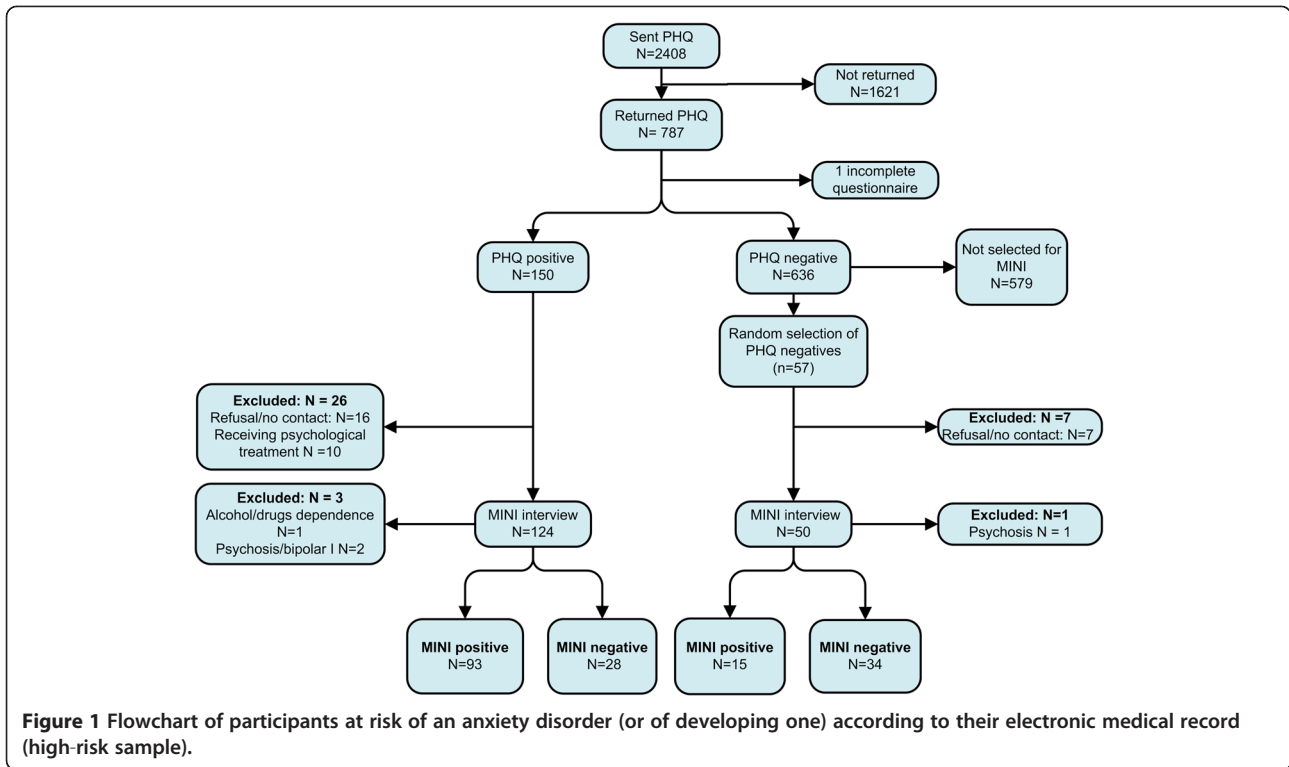 Sent PHQ
N=2408
Not returned
N=1621
Returned PHQ
N= 787
1 incomplete
questionnaire
PHQ positive
N=150
PHQ negative
N=636
Not selected for
MINI
N=579
Random selection of
PHQ negatives
(n=57)
Excluded: N = 26
Refusal/no contact: N=16
Receiving psychological
treatment N =10
Excluded: N =7
Refusal/no contact: N=7
Excluded: N = 3
Alcohol/drugs dependence
N=1
Psychosis/bipolar I N=2
MINI interview
N=124
MINI interview
N=50
Excluded: N=1
Psychosis N = 1
MINI positive
N=93
MINI negative
N=28
MINI positive
N=15
MINI negative
N=34
Figure 1 Flowchart of participants at risk of an anxiety disorder (or of developing one) according to their electronic medical record
(high-risk sample).